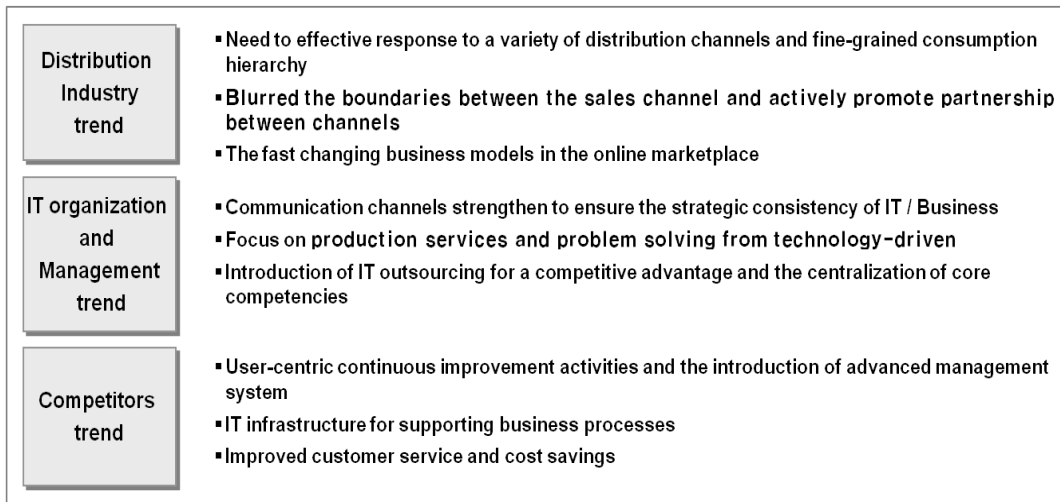 Distribution
Industry
trend
▪ Need to effective response to a variety of distribution channels and fine-grained consumption
hierarchy
▪ Blurred the boundaries between the sales channel and actively promote partnership
between channels
▪ The fast changing business models in the online marketplace
IT organization
and
Management
trend
▪ Communication channels strengthen to ensure the strategic consistency of IT / Business
▪ Focus on production services and problem solving from technology-driven
▪ Introduction of IT outsourcing for a competitive advantage and the centralization of core
competencies
Competitors
trend
▪ User-centric continuous improvement activities and the introduction of advanced management
system
▪ IT infrastructure for supporting business processes
▪ Improved customer service and cost savings